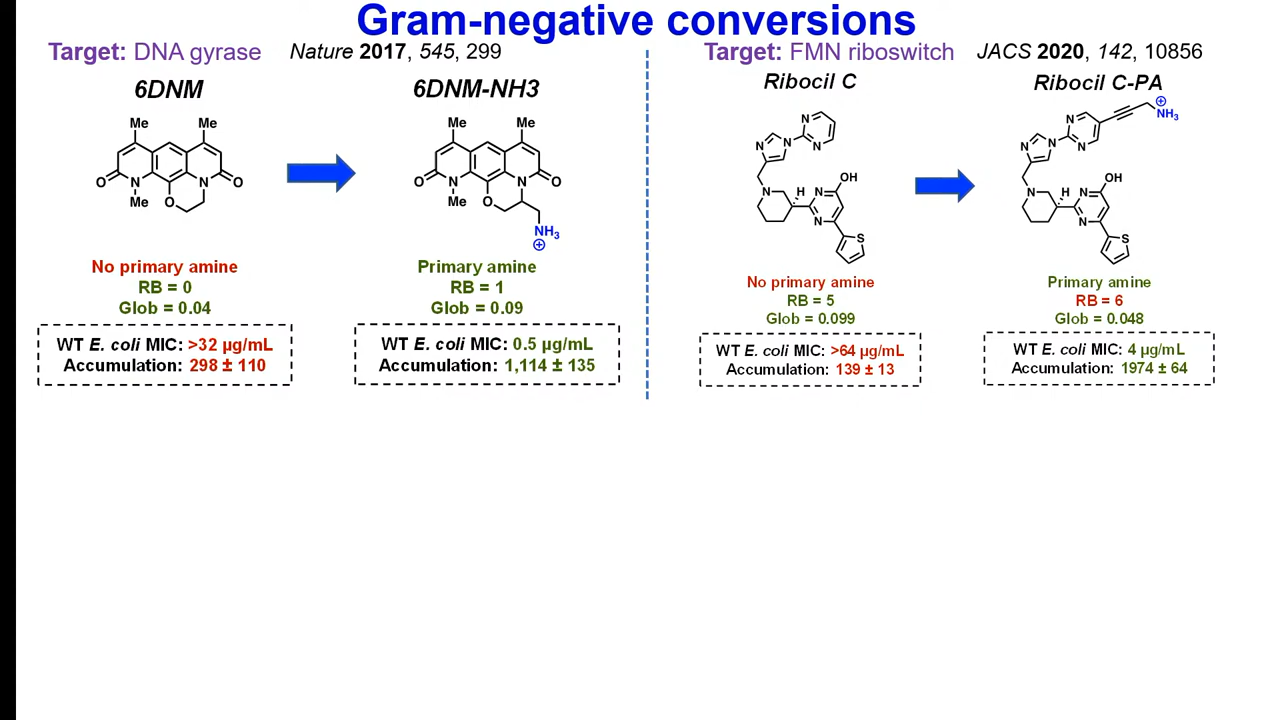 Gram-negative conversions
Target: DNA gyrase Nature 2017, 545, 299
6DNM
6DNM-NH3
Me
Me
O
N
N
O
Me
O
Me
Me
O
N
N
O
Me
O
NH3
⊕
No primary amine
RB = 0
Glob = 0.04
WT E. coli MIC: >32 µg/mL
Accumulation: 298 ± 110
Primary amine
RB = 1
Glob = 0.09
WT E. coli MIC: 0.5 µg/mL
Accumulation: 1,114 ± 135
Target: FMN riboswitch JACS 2020, 142, 10856
Ribocil C
Ribocil C-PA
N
N
N
N
N
H
N
N
OH
S
⊕
NH3
N
N
N
N
N
H
N
N
OH
S
No primary amine
RB = 5
Glob = 0.099
WT E. coli MIC: >64 µg/mL
Accumulation: 139 ± 13
Primary amine
RB = 6
Glob = 0.048
WT E. coli MIC: 4 µg/mL
Accumulation: 1974 ± 64